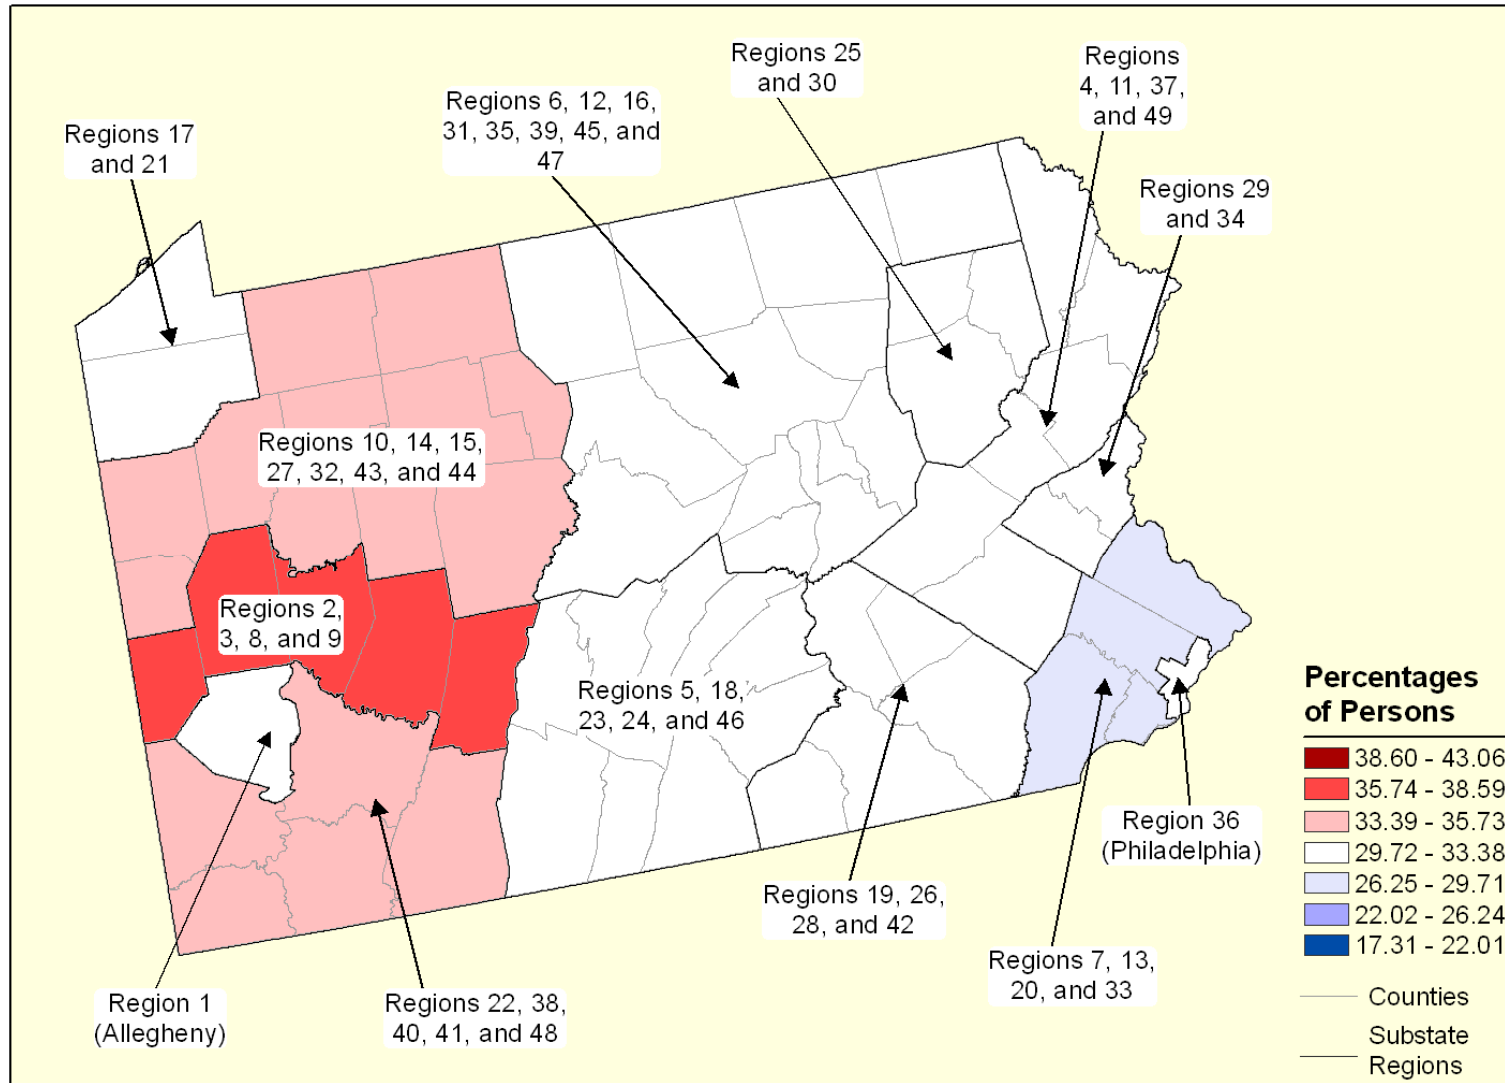 Regions 25
and 30
Regions
4, 11, 37,
and 49
Regions 6, 12, 16,
31, 35, 39, 45, and
47
Regions 17
and 21
Regions 29
and 34
Regions 10, 14, 15,
27, 32, 43, and 44
Regions 2,
3, 8, and 9
Regions 5, 18,
23, 24, and 46
Percentages
of Persons
38.60 - 43.06
35.74 - 38.59
33.39 - 35.73
29.72 - 33.38
26.25 - 29.71
22.02 - 26.24
17.31 - 22.01
Counties
Substate
Regions
Region 36
(Philadelphia)
Regions 19, 26,
28, and 42
Regions 7, 13,
20, and 33
Region 1
(Allegheny)
Regions 22, 38,
40, 41, and 48